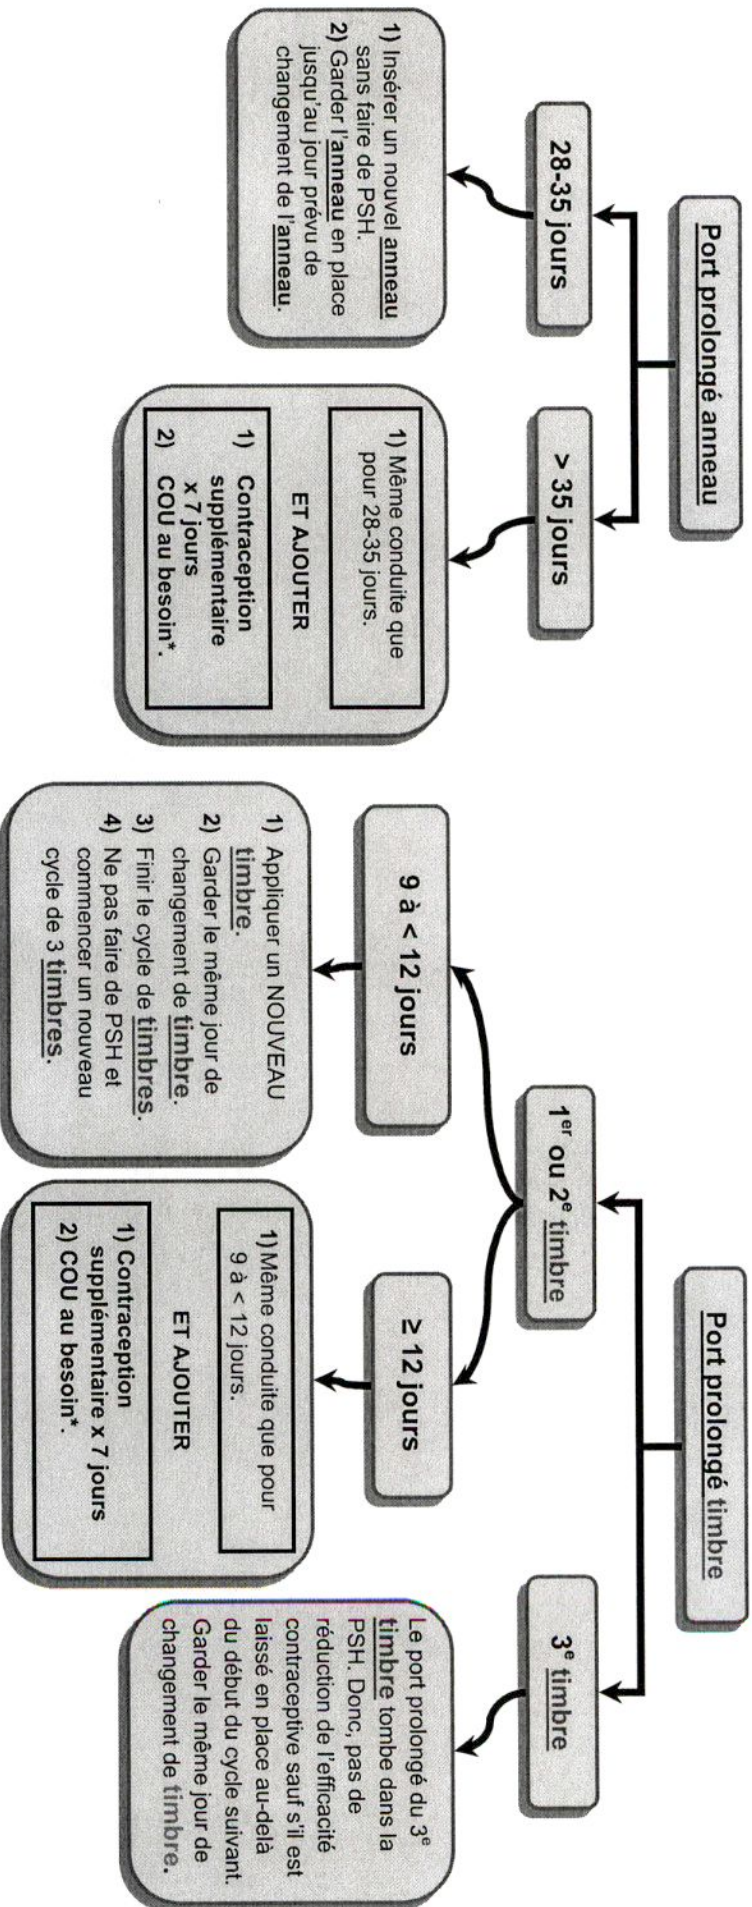 Port prolongé anneau
28-35 jours
> 35 jours
1) Insérer un nouvel anneau
sans faire de PSH.
2) Garder l'anneau en place
jusqu'au jour prévu de
changement de l'anneau.
1) Même conduite que
pour 28-35 jours.
ET AJOUTER
1) Contraception
supplémentaire
x 7 jours
2) COU au besoin*.
Port prolongé timbre
1er ou 2e timbre
3e timbre
9 à < 12 jours
≥ 12 jours
1) Appliquer un NOUVEAU
timbre.
2) Garder le même jour de
changement de timbre.
3) Finir le cycle de timbres.
4) Ne pas faire de PSH et
commencer un nouveau
cycle de 3 timbres.
1) Même conduite que pour
9 à < 12 jours.
ET AJOUTER
1) Contraception
supplémentaire x 7 jours
2) COU au besoin*.
Le port prolongé du 3e
timbre tombe dans la
PSH. Donc, pas de
réduction de l'efficacité
contraceptive sauf s'il est
laissé en place au-delà
du début du cycle suivant.
Garder le même jour de
changement de timbre.